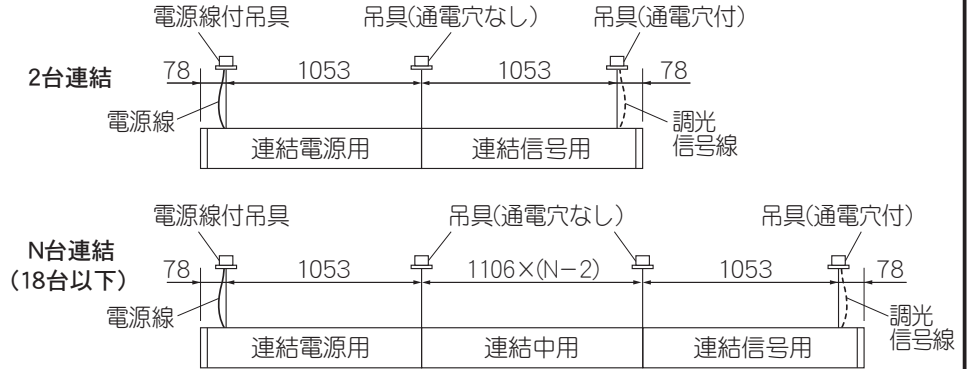 電源線付吊具 吊具(通電穴なし) 吊具(通電穴付)
2台連結
78 1053 1053 78
電源線
調光
信号線
連結電源用 連結信号用
電源線付吊具 吊具(通電穴なし) 吊具(通電穴付)
N台連結
(18台以下)
78 1053 1106×(N−2) 1053 78
電源線
調光
信号線
連結電源用 連結中用 連結信号用